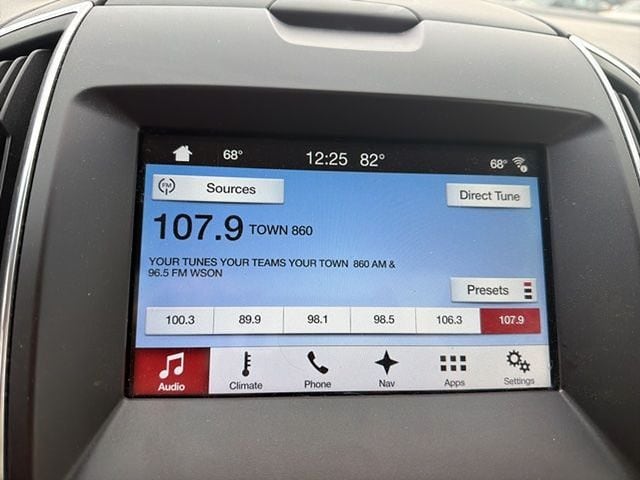 68° 12:25 82° 68°
FM Sources Direct Tune
107.9 TOWN 860
YOUR TUNES YOUR TEAMS YOUR TOWN 860 AM &
96.5 FM WSON
Presets
100.3 89.9 98.1 98.5 106.3 107.9
Audio Climate Phone Nav Apps Settings